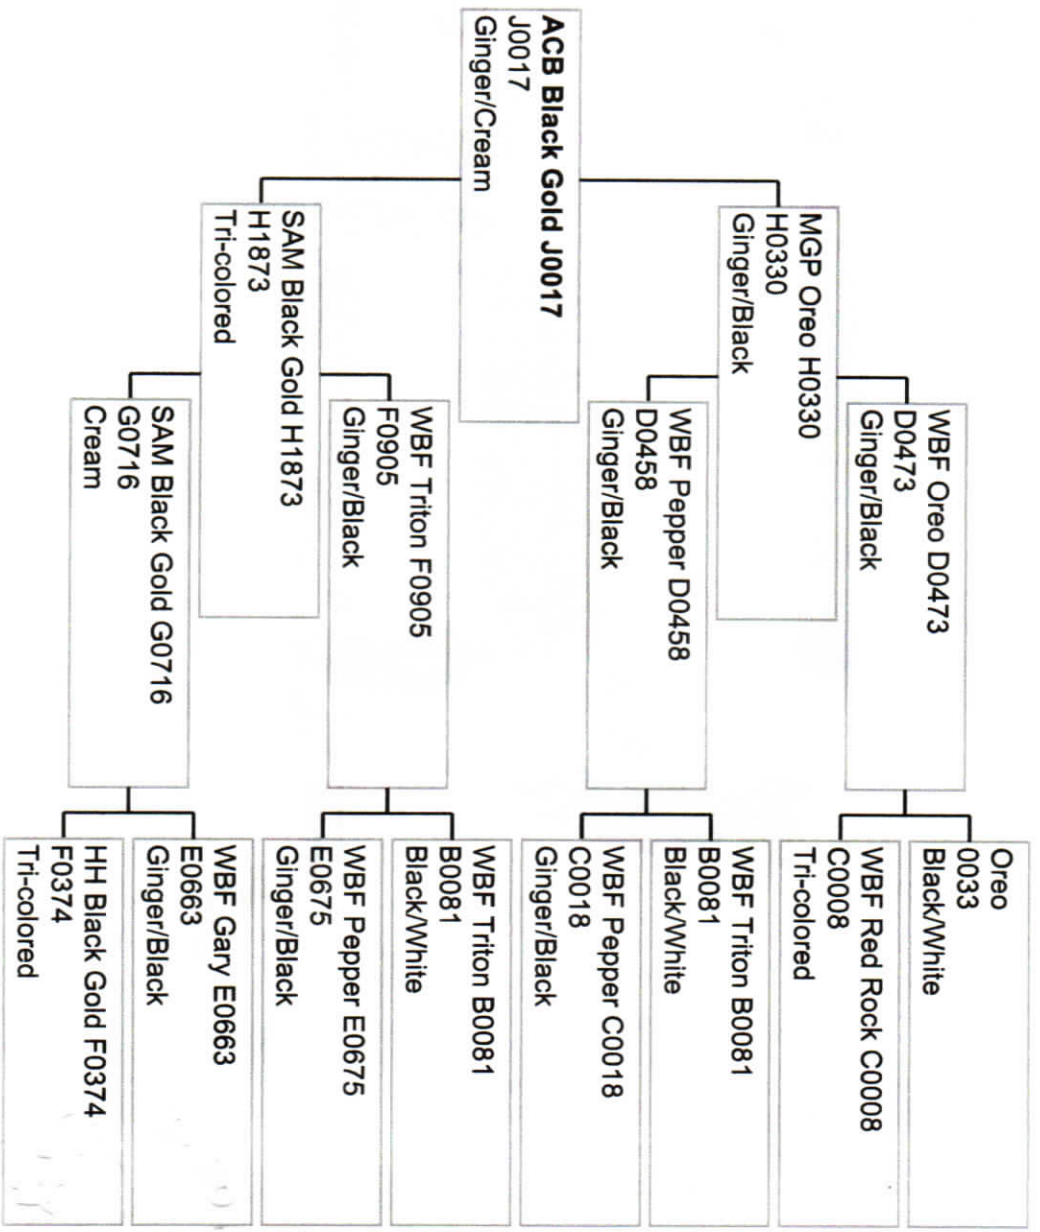 ACB Black Gold J0017
J0017
Ginger/Cream
MGP Oreo H0330
H0330
Ginger/Black
SAM Black Gold H1873
H1873
Tri-colored
WBF Oreo D0473
D0473
Ginger/Black
WBF Pepper D0458
D0458
Ginger/Black
WBF Triton F0905
F0905
Ginger/Black
SAM Black Gold G0716
G0716
Cream
Oreo
0033
Black/White
WBF Red Rock C0008
C0008
Tri-colored
WBF Triton B0081
B0081
Black/White
WBF Pepper C0018
C0018
Ginger/Black
WBF Triton B0081
B0081
Black/White
WBF Pepper E0675
E0675
Ginger/Black
WBF Gary E0663
E0663
Ginger/Black
HH Black Gold F0374
F0374
Tri-colored